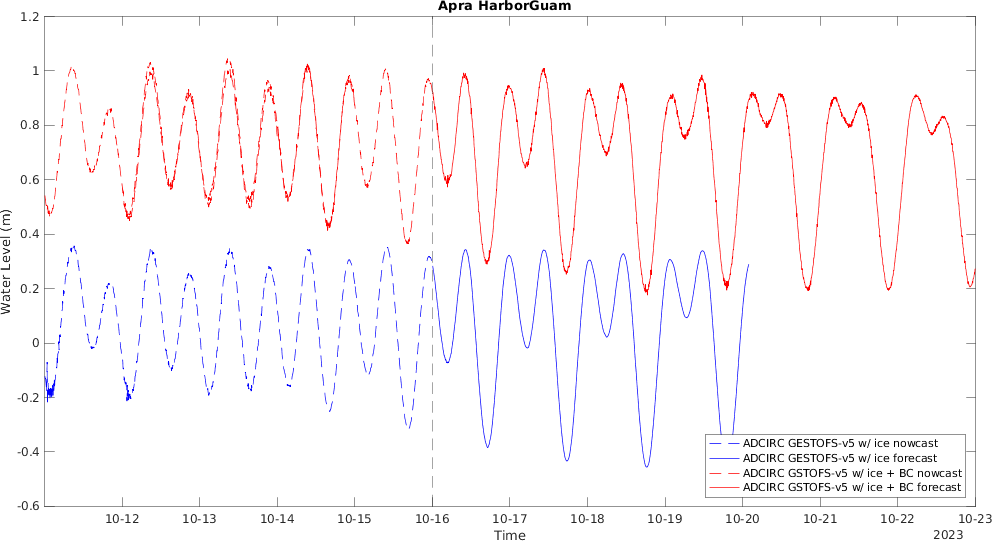 Apra HarborGuam
1.2
1
0.8
0.6
0.4
0.2
0
-0.2
-0.4
-0.6
Water Level (m)
ADCIRC GESTOFS-v5 w/ ice nowcast
ADCIRC GESTOFS-v5 w/ ice forecast
ADCIRC GSTOFS-v5 w/ ice + BC nowcast
ADCIRC GSTOFS-v5 w/ ice + BC forecast
10-12 10-13 10-14 10-15 10-16 10-17 10-18 10-19 10-20 10-21 10-22 10-23
Time
2023